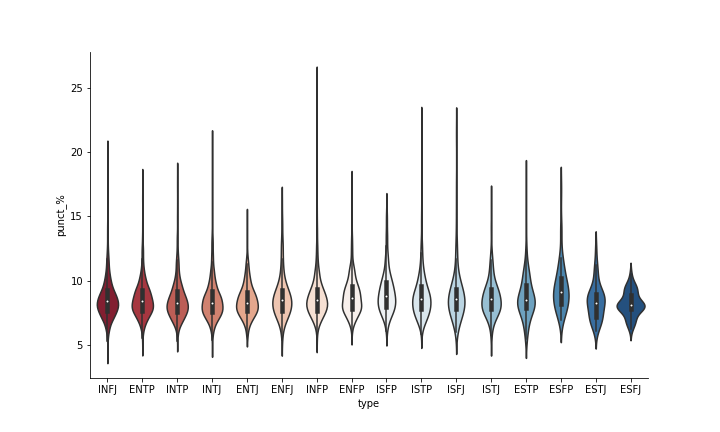 punct_%
25
20
15
10
5
INFJ ENTP INTP INTJ ENTJ ENFJ INFP ENFP ISFP ISTP ISFJ ISTJ ESTP ESFP ESTJ ESFJ
type